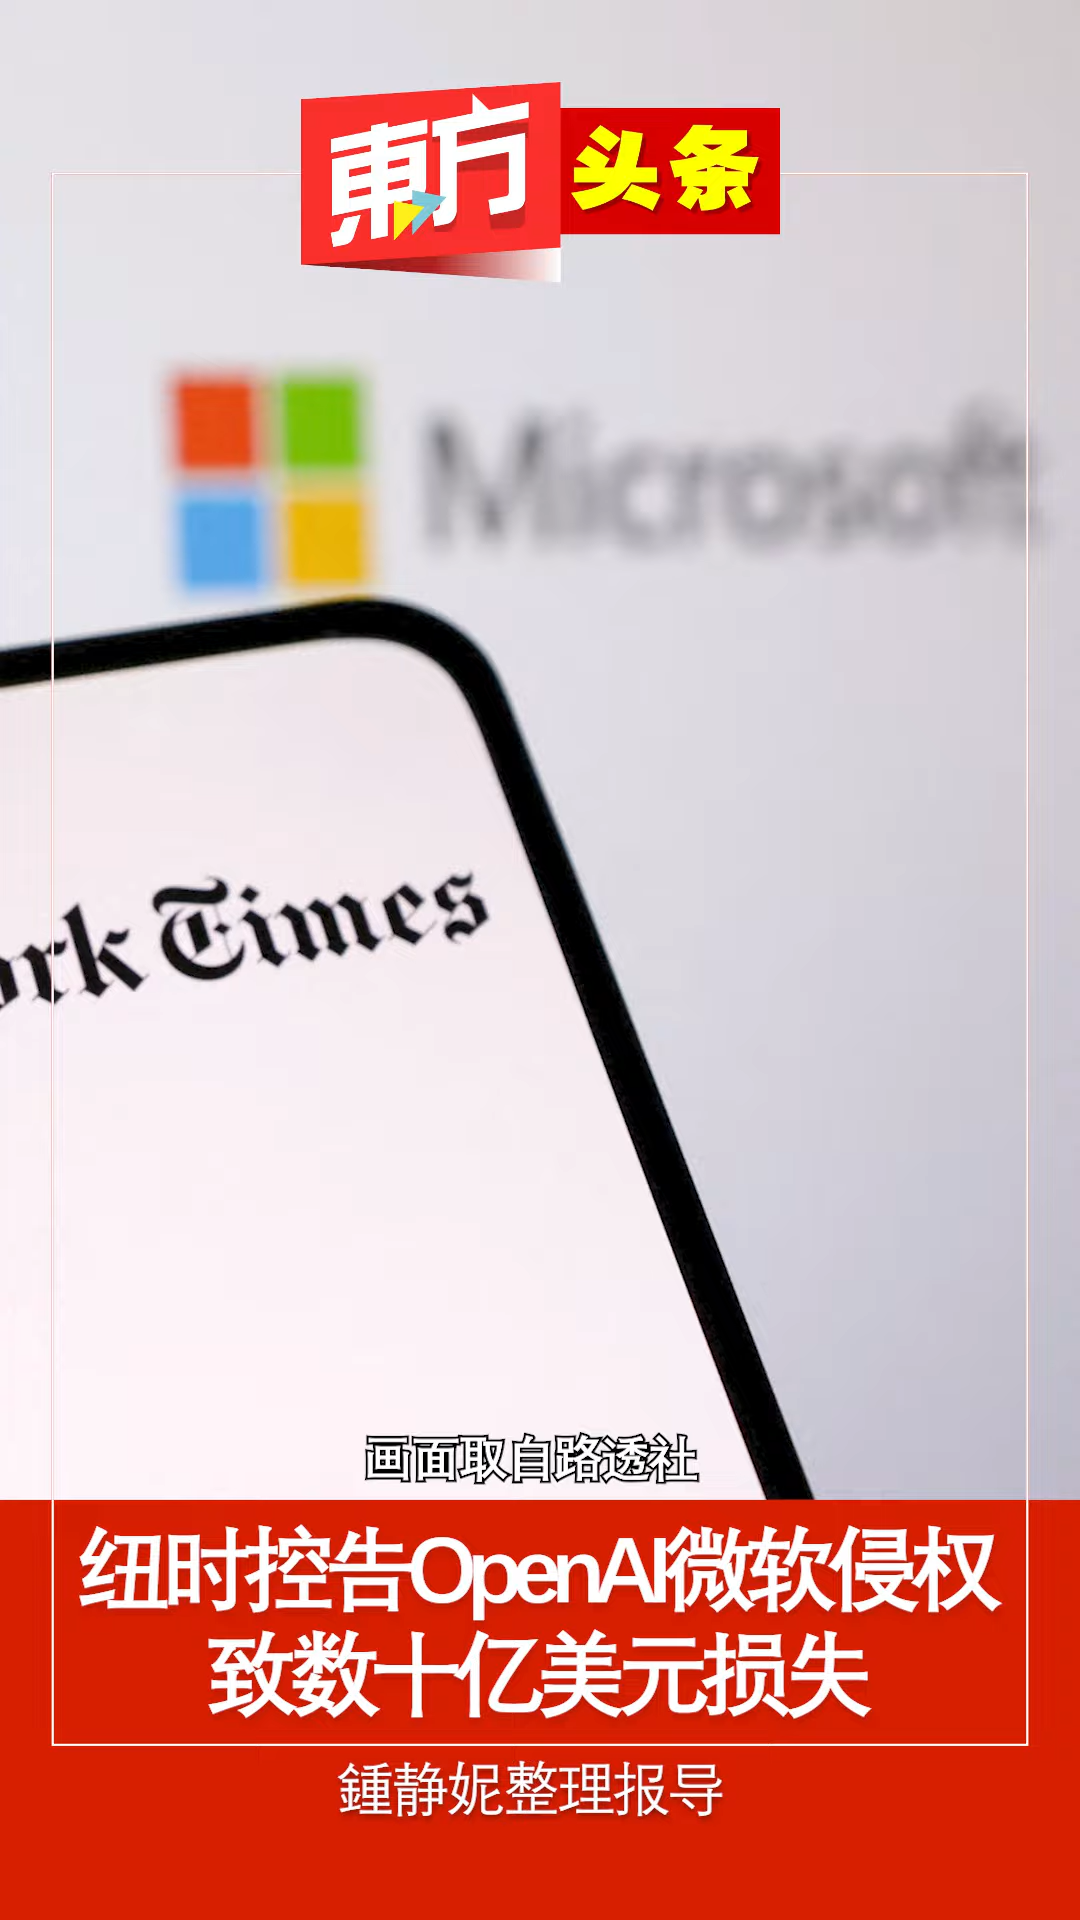 東方 头条
Microsoft
ork Times
画面取自路透社
纽时控告OpenAI微软侵权
致数十亿美元损失
鍾静妮整理报导